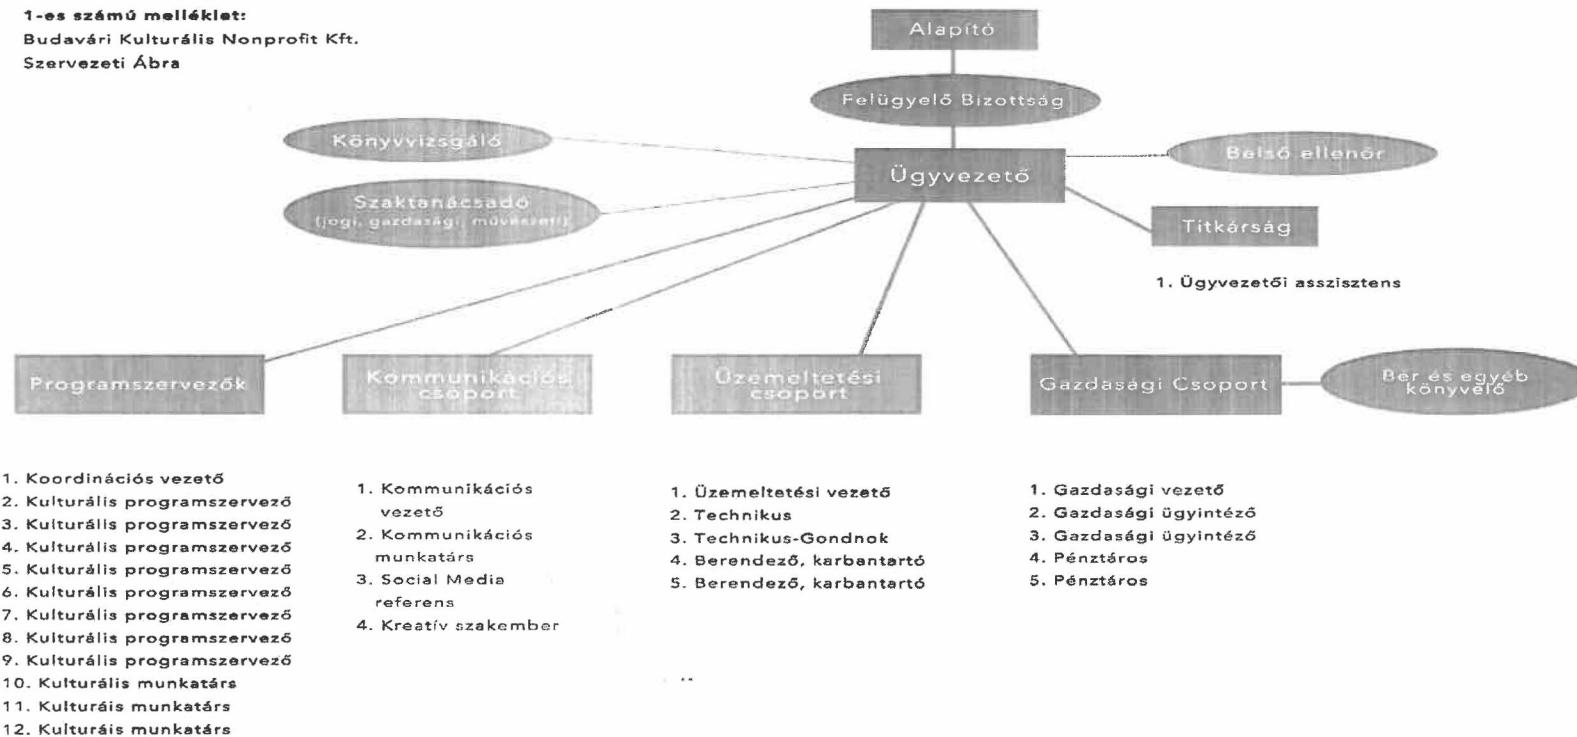 1-es számú melléklet:
Budavári Kulturális Nonprofit Kft.
Szervezeti Ábra
Alapító
Felügyelő Bizottság
Könyvvizsgáló
Belső ellenőr
Ügyvezető
Szaktanácsadó
(jogi, gazdasági, művészeti)
Titkárság
1. Ügyvezetői asszisztens
Programszervezők
Kommunikációs
csoport
Üzemeltetési
csoport
Gazdasági Csoport
Bér és egyéb
könyvelő
1. Koordinációs vezető
2. Kulturális programszervező
3. Kulturális programszervező
4. Kulturális programszervező
5. Kulturális programszervező
6. Kulturális programszervező
7. Kulturális programszervező
8. Kulturális programszervező
9. Kulturális programszervező
10. Kulturális munkatárs
11. Kulturáis munkatárs
12. Kulturáis munkatárs
1. Kommunikációs
vezető
2. Kommunikációs
munkatárs
3. Social Media
referens
4. Kreatív szakember
1. Üzemeltetési vezető
2. Technikus
3. Technikus-Gondnok
4. Berendező, karbantartó
5. Berendező, karbantartó
1. Gazdasági vezető
2. Gazdasági ügyintéző
3. Gazdasági ügyintéző
4. Pénztáros
5. Pénztáros